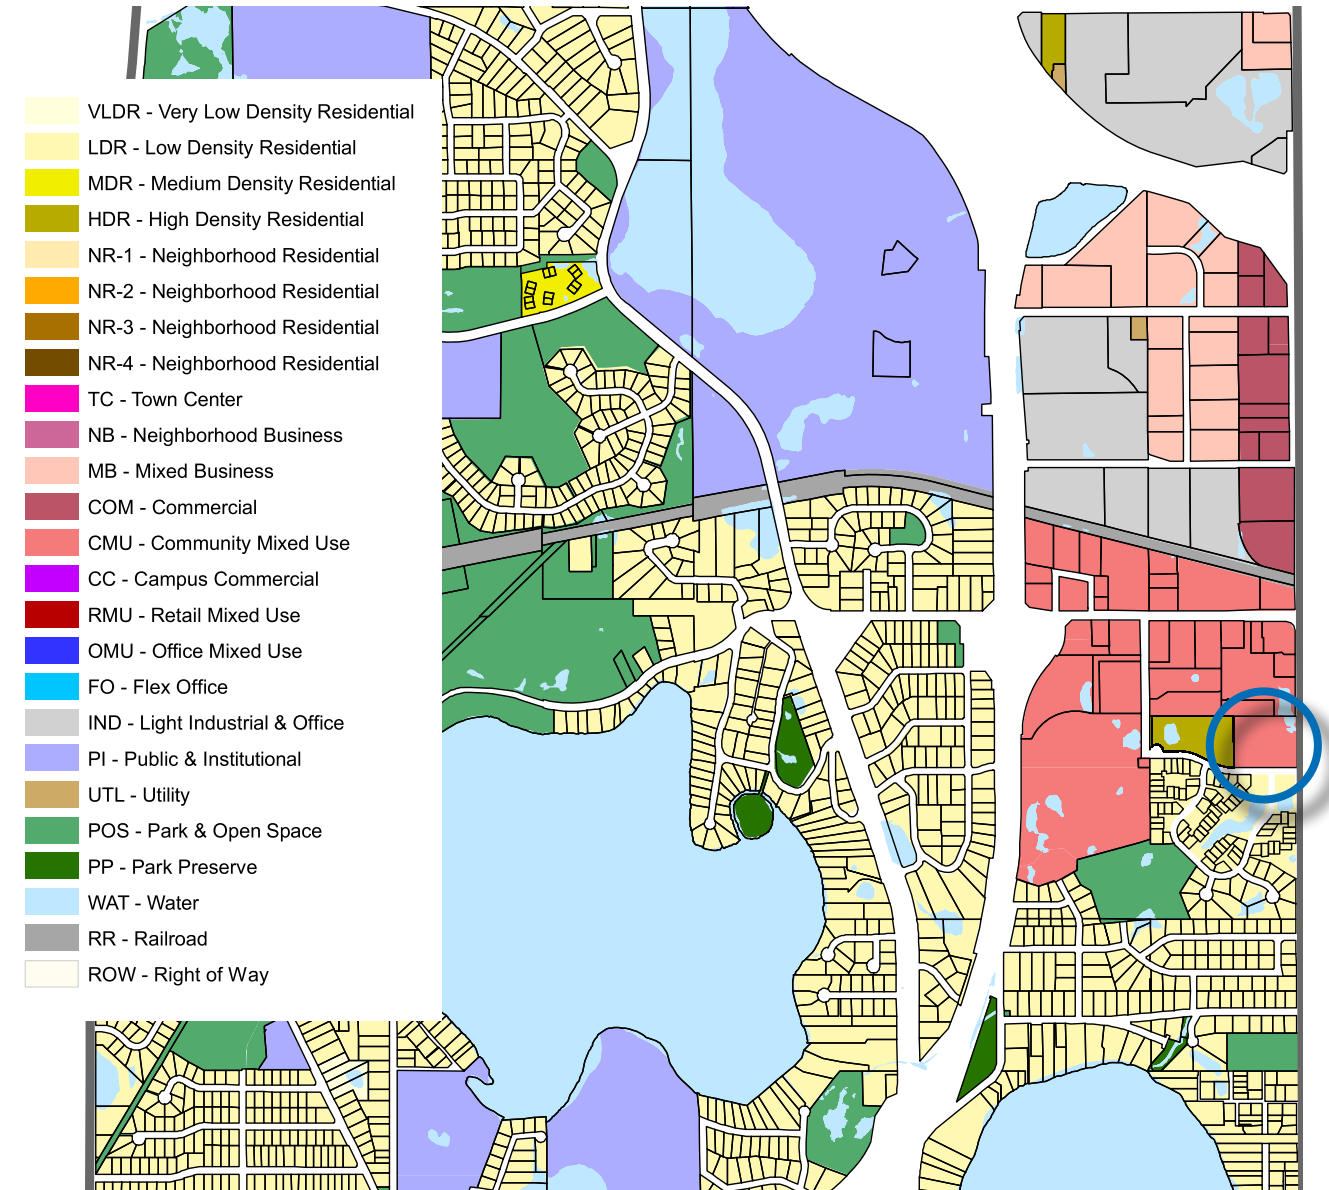 VLDR - Very Low Density Residential
LDR - Low Density Residential
MDR - Medium Density Residential
HDR - High Density Residential
NR-1 - Neighborhood Residential
NR-2 - Neighborhood Residential
NR-3 - Neighborhood Residential
NR-4 - Neighborhood Residential
TC - Town Center
NB - Neighborhood Business
MB - Mixed Business
COM - Commercial
CMU - Community Mixed Use
CC - Campus Commercial
RMU - Retail Mixed Use
OMU - Office Mixed Use
FO - Flex Office
IND - Light Industrial & Office
PI - Public & Institutional
UTL - Utility
POS - Park & Open Space
PP - Park Preserve
WAT - Water
RR - Railroad
ROW - Right of Way